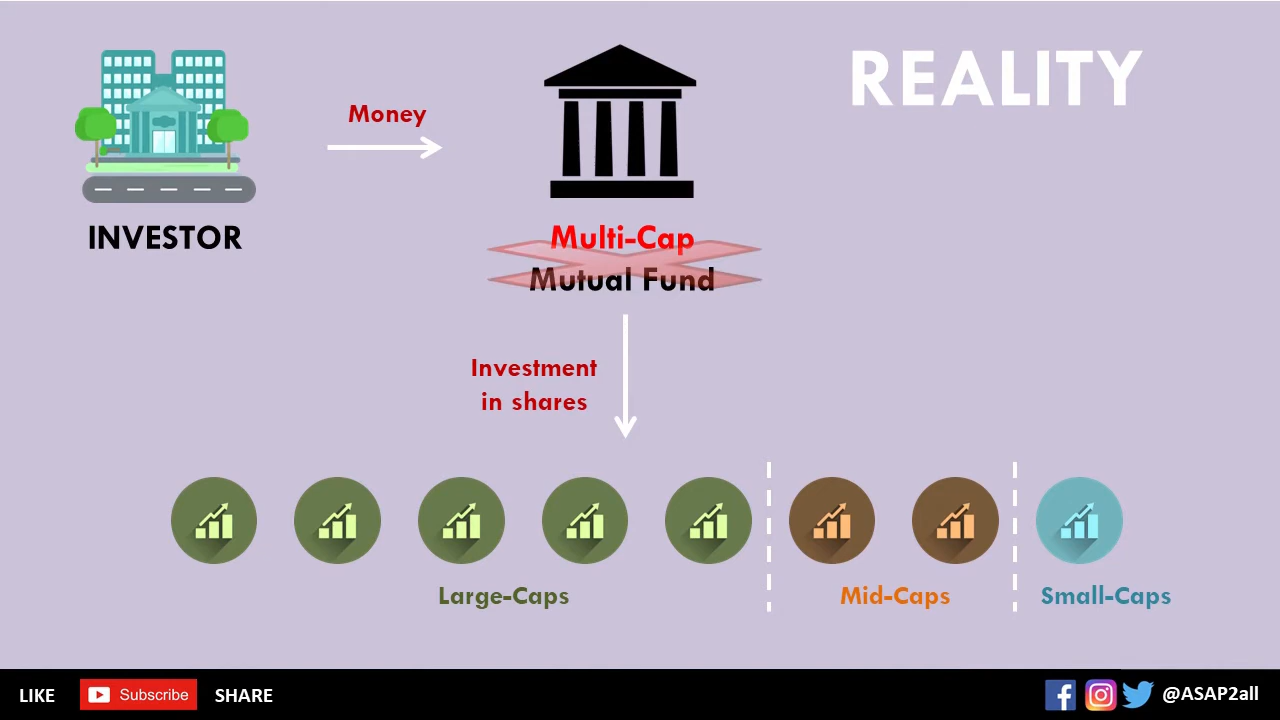 REALITY
Money
INVESTOR
Multi-Cap
Mutual Fund
Investment
in shares
Large-Caps
Mid-Caps
Small-Caps
LIKE
Subscribe
SHARE
@ASAP2all